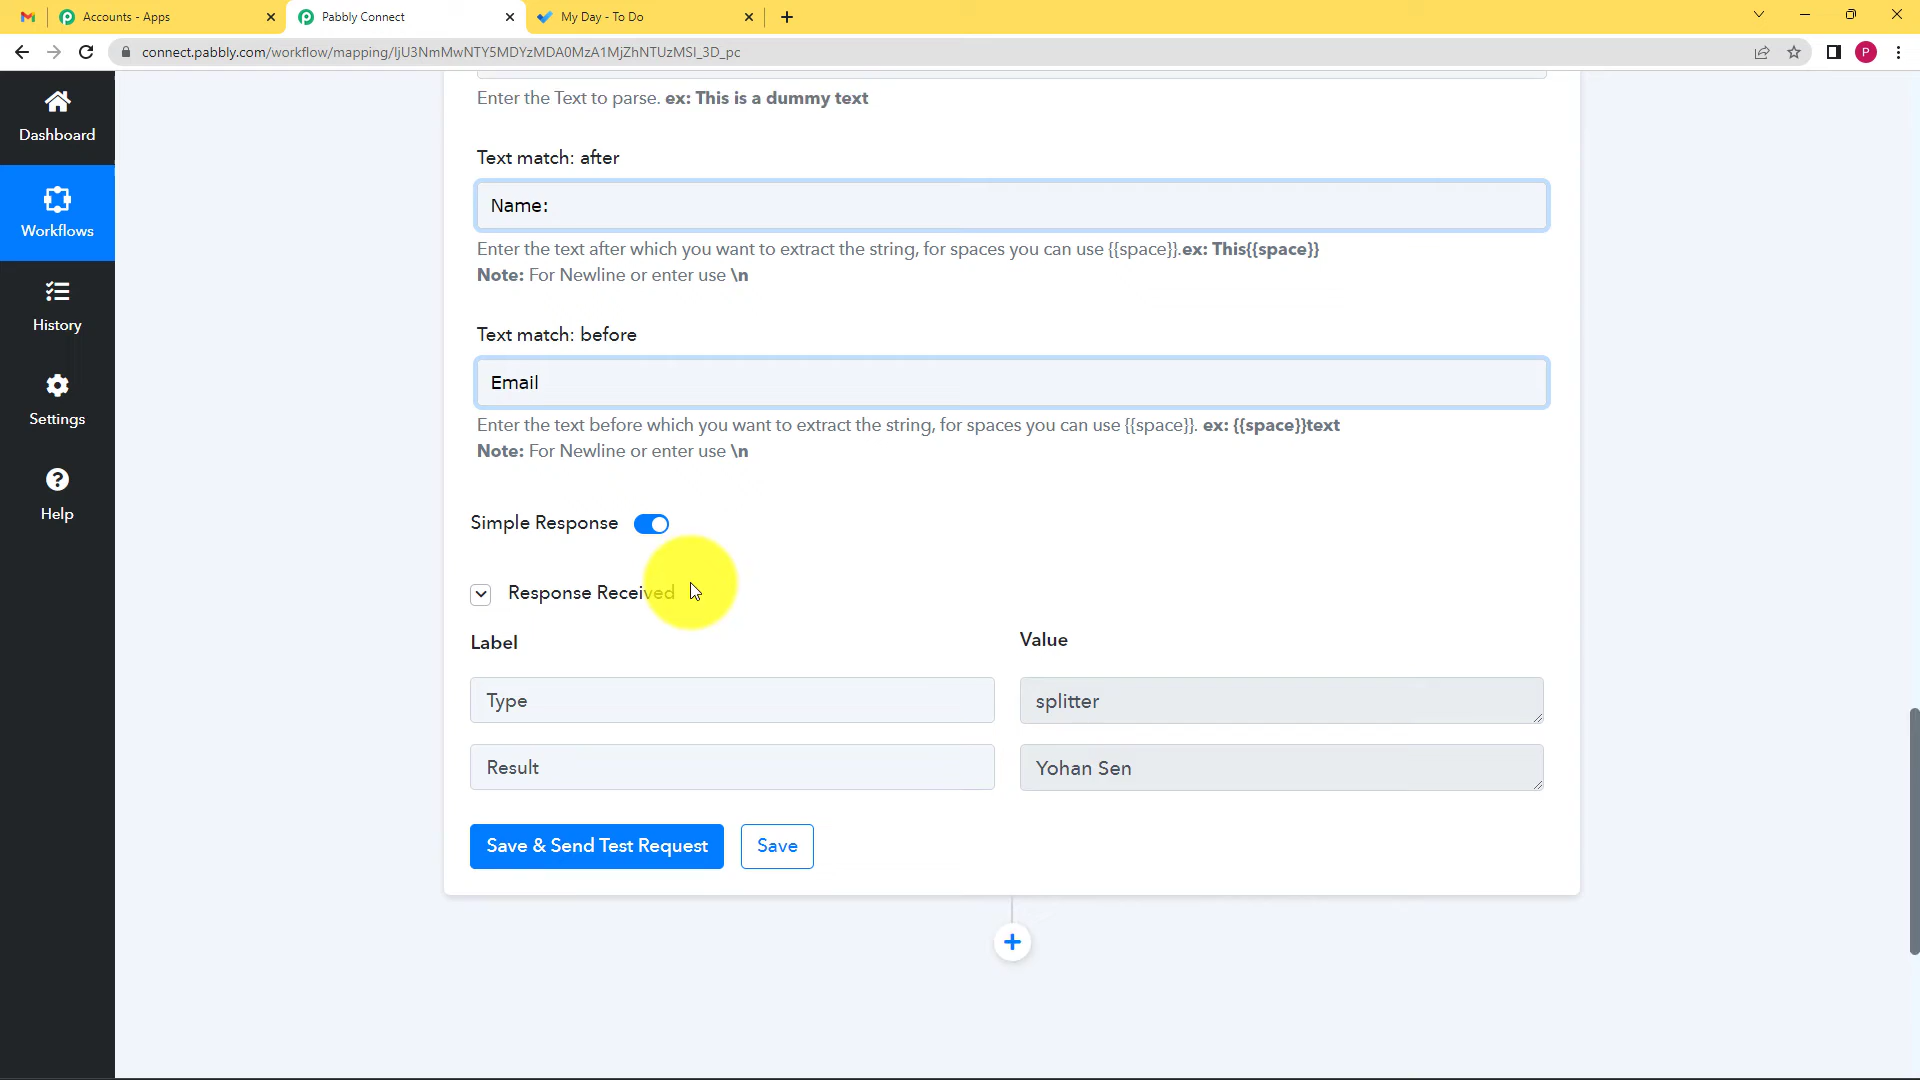 Accounts - Apps
Pabbly Connect
My Day - To Do
connect.pabbly.com/workflow/mapping/IjU3NmMwNTY5MDYzMDA0MzA1MjZhNTUzMSI_3D_pc
P
Dashboard
Workflows
History
Settings
Help
Enter the Text to parse. ex: This is a dummy text
Text match: after
Name:
Enter the text after which you want to extract the string, for spaces you can use {{space}}.ex: This{{space}}
Note: For Newline or enter use \n
Text match: before
Email
Enter the text before which you want to extract the string, for spaces you can use {{space}}. ex: {{space}}text
Note: For Newline or enter use \n
Simple Response
Response Received
Label Value
Type splitter
Result Yohan Sen
Save & Send Test Request Save